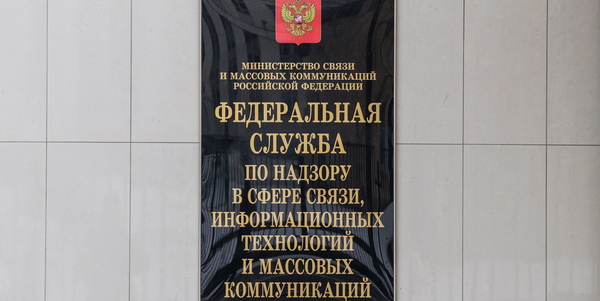 МИНИСТЕРСТВО СВЯЗИ
И МАССОВЫХ КОММУНИКАЦИЙ
РОССИЙСКОЙ ФЕДЕРАЦИИ
ФЕДЕРАЛЬНАЯ
СЛУЖБА
ПО НАДЗОРУ
В СФЕРЕ СВЯЗИ,
ИНФОРМАЦИОННЫХ
ТЕХНОЛОГИЙ
И МАССОВЫХ
КОММУНИКАЦИЙ